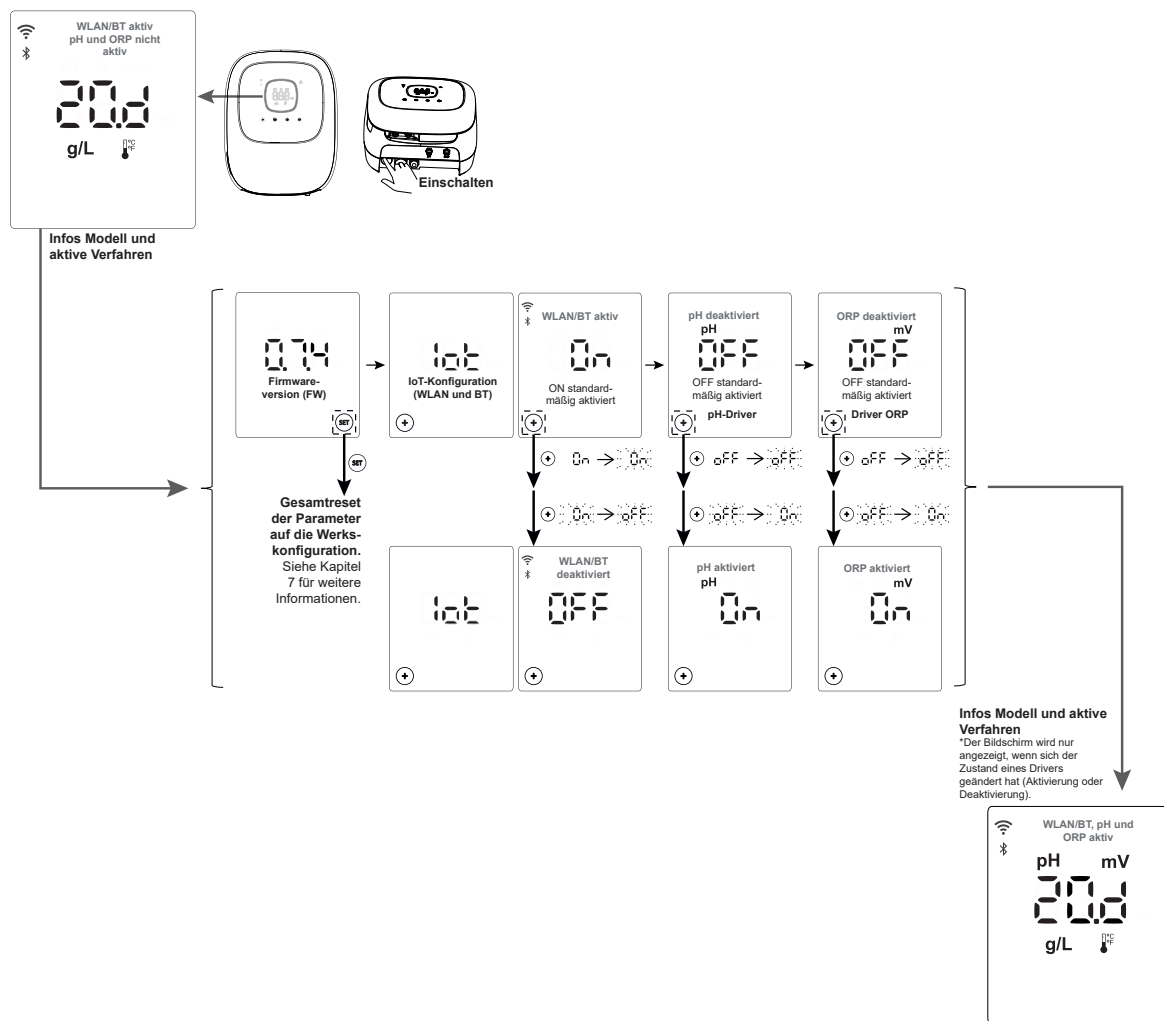 WLAN/BT aktiv
pH und ORP nicht
aktiv
20.d
g/L °C
°F
Einschalten
Infos Modell und
aktive Verfahren
0.7.4
Firmware-
version (FW)
SET
SET
Gesamtreset
der Parameter
auf die Werks-
konfiguration.
Siehe Kapitel
7 für weitere
Informationen.
Iot
IoT-Konfiguration
(WLAN und BT)
+
WLAN/BT aktiv
On
ON standard-
mäßig aktiviert
+
pH deaktiviert
pH
OFF
OFF standard-
mäßig aktiviert
+ pH-Driver
ORP deaktiviert
mV
OFF
OFF standard-
mäßig aktiviert
+ Driver ORP
+ On → On
+ oFF → oFF
+ oFF → oFF
+ On → oFF
+ oFF → On
+ oFF → On
Iot
+
WLAN/BT
deaktiviert
OFF
+
pH aktiviert
pH
On
+
ORP aktiviert
mV
On
+
Infos Modell und aktive
Verfahren
*Der Bildschirm wird nur
angezeigt, wenn sich der
Zustand eines Drivers
geändert hat (Aktivierung oder
Deaktivierung).
WLAN/BT, pH und
ORP aktiv
pH mV
20.d
g/L °C
°F